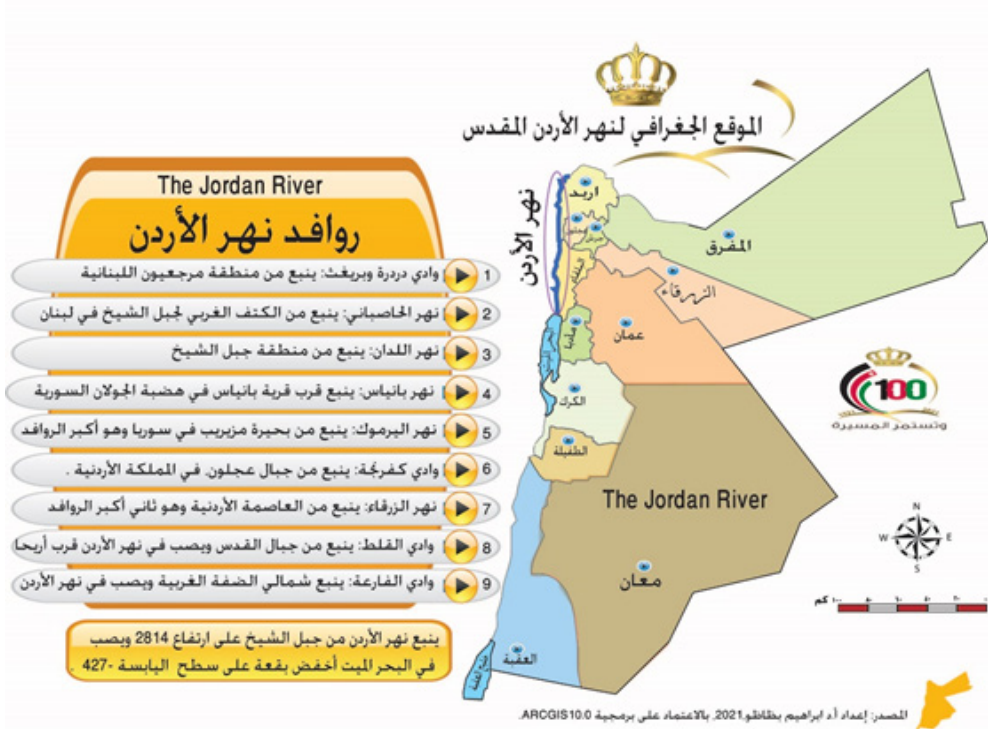 الموقع الجغرافي لنهر الأردن المقدس
The Jordan River
روافد نهر الأردن
1 وادي دردرة وبريغث: ينبع من منطقة مرجعيون اللبنانية
2 نهر الحاصباني: ينبع من الكتف الغربي لجبل الشيخ في لبنان
3 نهر اللدان: ينبع من منطقة جبل الشيخ
4 نهر بانياس: ينبع قرب قرية بانياس في هضبة الجولان السورية
5 نهر اليرموك: ينبع من بحيرة مزيريب في سوريا وهو أكبر الروافد
6 وادي كفرنجة: ينبع من جبال عجلون، في المملكة الأردنية .
7 نهر الزرقاء: ينبع من العاصمة الأردنية وهو ثاني أكبر الروافد
8 وادي القلط: ينبع من جبال القدس ويصب في نهر الأردن قرب أريحا
9 وادي الفارعة: ينبع شمالي الضفة الغربية ويصب في نهر الأردن
ينبع نهر الأردن من جبل الشيخ على ارتفاع 2814 ويصب
في البحر الميت أخفض بقعة على سطح اليابسة -427 .
نهر الأردن
اربد
عجلون
جرش
المفرق
البلقاء
الزرقاء
عمان
مادبا
البحر الميت
الكرك
الطفيلة
The Jordan River
معان
العقبة
خليج العقبة
100
وتستمر المسيرة
N
W E
S
كم
المصدر: إعداد أ.د ابراهيم بظاظو,2021, بالاعتماد على برمجية ARCGIS10.0.